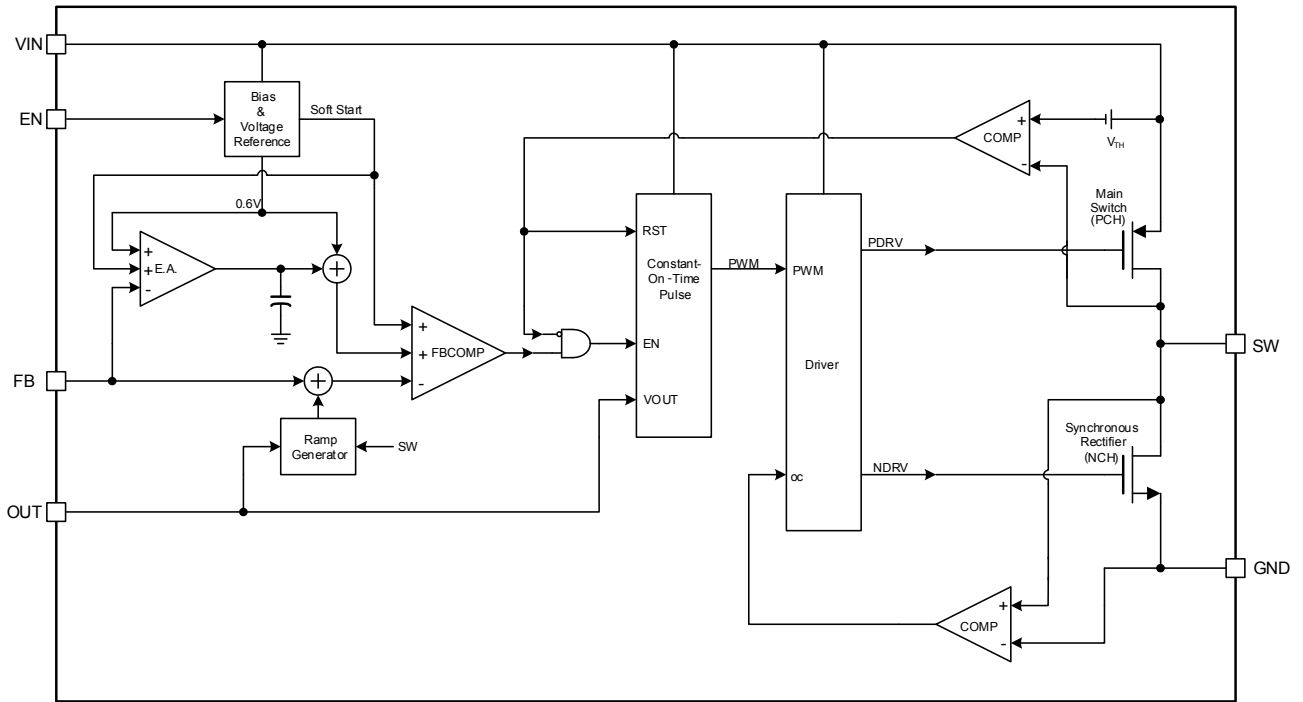 VIN
EN
Bias
&
Voltage
Reference
Soft Start
0.6V
+
+
-
E.A.
+
+
+
-
FBCOMP
FB
+
Ramp
Generator
SW
OUT
RST
Constant-
On -Time
Pulse
EN
VOUT
PWM
PWM
Driver
oc
PDRV
NDRV
+
-
COMP
VTH
Main
Switch
(PCH)
SW
Synchronous
Rectifier
(NCH)
GND
+
-
COMP